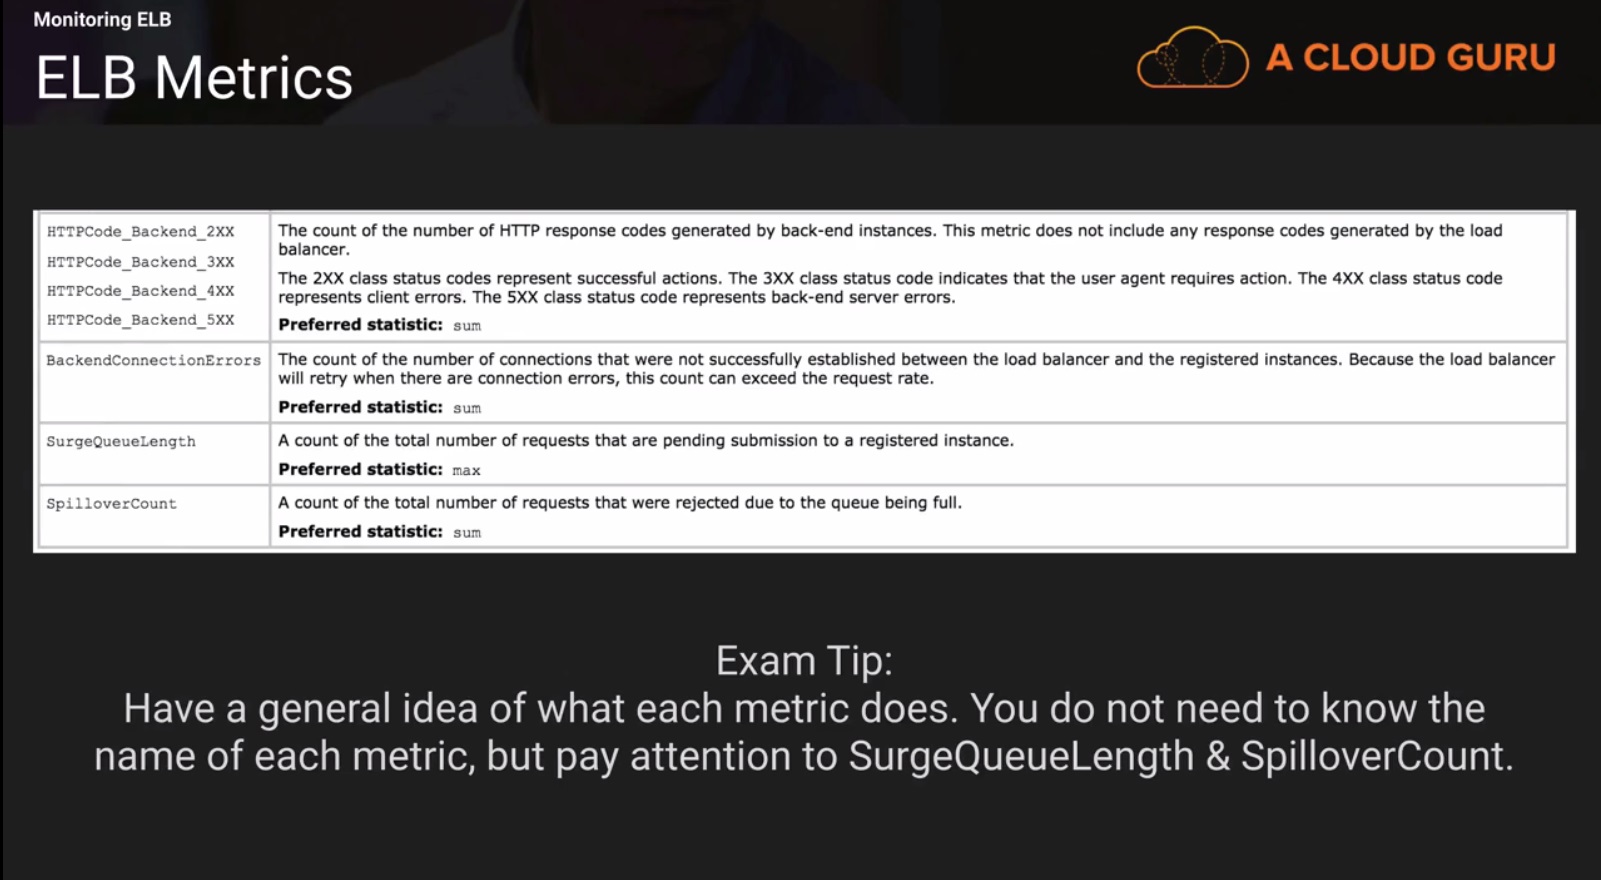 Monitoring ELB
ELB Metrics
A CLOUD GURU
HTTPCode_Backend_2XX
HTTPCode_Backend_3XX
HTTPCode_Backend_4XX
HTTPCode_Backend_5XX
The count of the number of HTTP response codes generated by back-end instances. This metric does not include any response codes generated by the load
balancer.
The 2XX class status codes represent successful actions. The 3XX class status code indicates that the user agent requires action. The 4XX class status code
represents client errors. The 5XX class status code represents back-end server errors.
Preferred statistic: sum
BackendConnectionErrors
The count of the number of connections that were not successfully established between the load balancer and the registered instances. Because the load balancer
will retry when there are connection errors, this count can exceed the request rate.
Preferred statistic: sum
SurgeQueueLength
A count of the total number of requests that are pending submission to a registered instance.
Preferred statistic: max
SpilloverCount
A count of the total number of requests that were rejected due to the queue being full.
Preferred statistic: sum
Exam Tip:
Have a general idea of what each metric does. You do not need to know the
name of each metric, but pay attention to SurgeQueueLength & SpilloverCount.